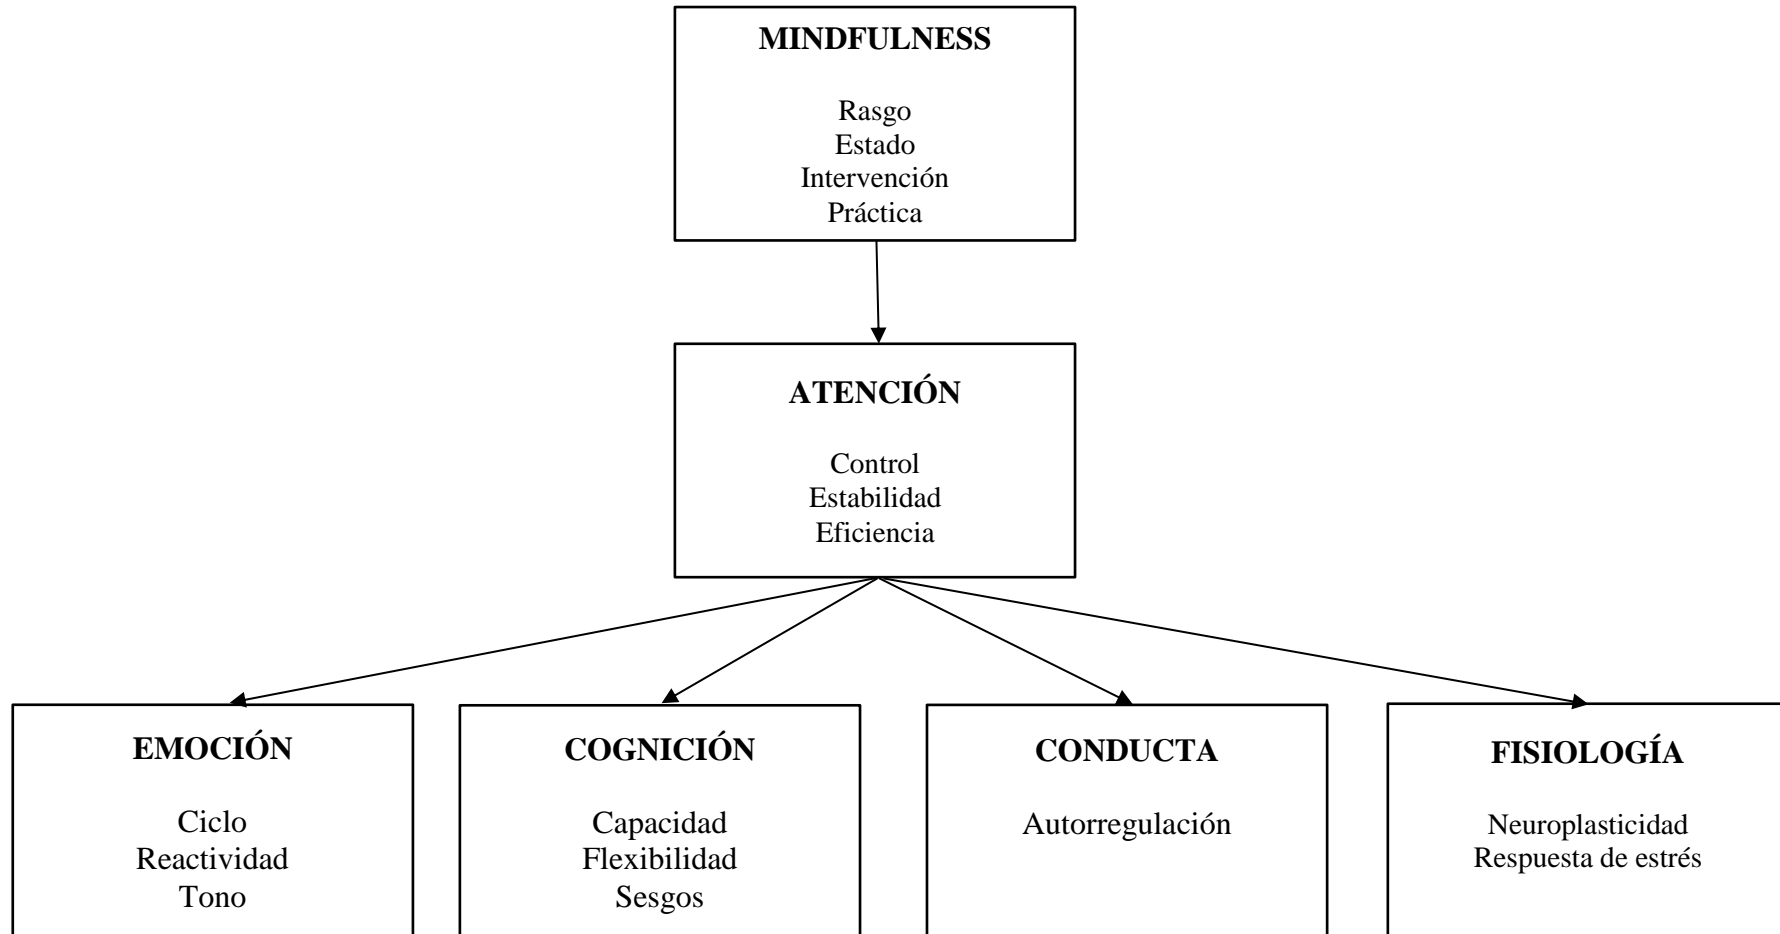 MINDFULNESS
Rasgo
Estado
Intervención
Práctica
ATENCIÓN
Control
Estabilidad
Eficiencia
EMOCIÓN
Ciclo
Reactividad
Tono
COGNICIÓN
Capacidad
Flexibilidad
Sesgos
CONDUCTA
Autorregulación
FISIOLOGÍA
Neuroplasticidad
Respuesta de estrés